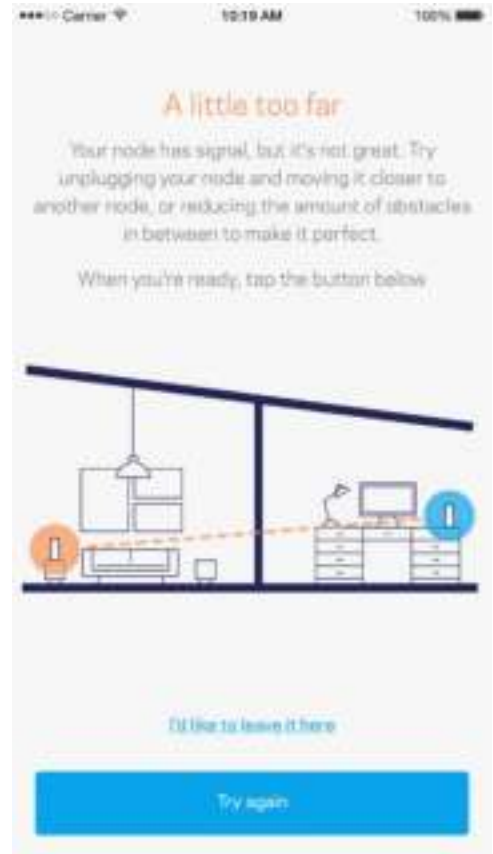 Carrier 10:19 AM 100%
A little too far
Your node has signal, but it's not great. Try
unplugging your node and moving it closer to
another node, or reducing the amount of obstacles
in between to make it perfect.
When you're ready, tap the button below
I'd like to leave it here
Try again